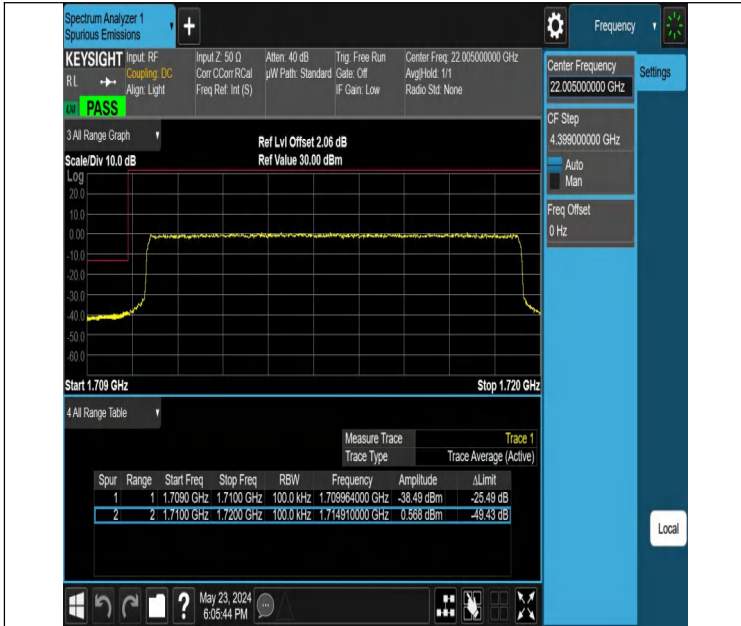 Spectrum Analyzer 1
Spurious Emissions
Frequency
KEYSIGHT
RL
Input: RF
Coupling: DC
Align: Light
Input Z: 50 Ω
Corr CCorr RCal
Freq Ref: Int (S)
Atten: 40 dB
µW Path: Standard
Trig: Free Run
Gate: Off
IF Gain: Low
Center Freq: 22.005000000 GHz
Avg|Hold: 1/1
Radio Std: None
PASS
Center Frequency
22.005000000 GHz
Settings
CF Step
4.399000000 GHz
Auto
Man
Freq Offset
0 Hz
3 All Range Graph
Scale/Div 10.0 dB
Ref Lvl Offset 2.06 dB
Ref Value 30.00 dBm
Log
20.0
10.0
0.00
-10.0
-20.0
-30.0
-40.0
-50.0
-60.0
Start 1.709 GHz
Stop 1.720 GHz
4 All Range Table
Measure Trace Trace 1
Trace Type Trace Average (Active)
Spur Range Start Freq Stop Freq RBW Frequency Amplitude ΔLimit
1 1 1.7090 GHz 1.7100 GHz 100.0 kHz 1.709964000 GHz -38.49 dBm -25.49 dB
2 2 1.7100 GHz 1.7200 GHz 100.0 kHz 1.714910000 GHz 0.568 dBm -49.43 dB
Local
May 23, 2024
6:05:44 PM